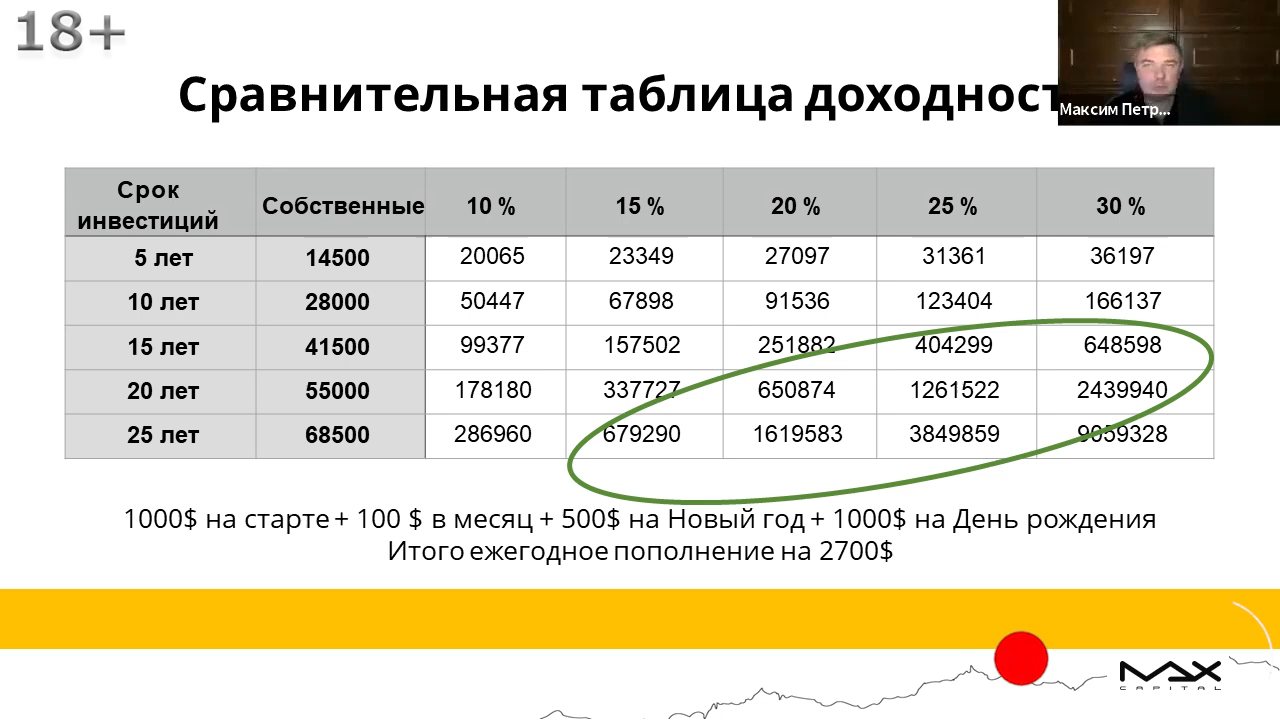 18+
Сравнительная таблица доходност
Максим Петр...
Срок инвестиций Собственные 10 % 15 % 20 % 25 % 30 %
5 лет 14500 20065 23349 27097 31361 36197
10 лет 28000 50447 67898 91536 123404 166137
15 лет 41500 99377 157502 251882 404299 648598
20 лет 55000 178180 337727 650874 1261522 2439940
25 лет 68500 286960 679290 1619583 3849859 9059328
1000$ на старте + 100 $ в месяц + 500$ на Новый год + 1000$ на День рождения
Итого ежегодное пополнение на 2700$
MAX
CAPITAL